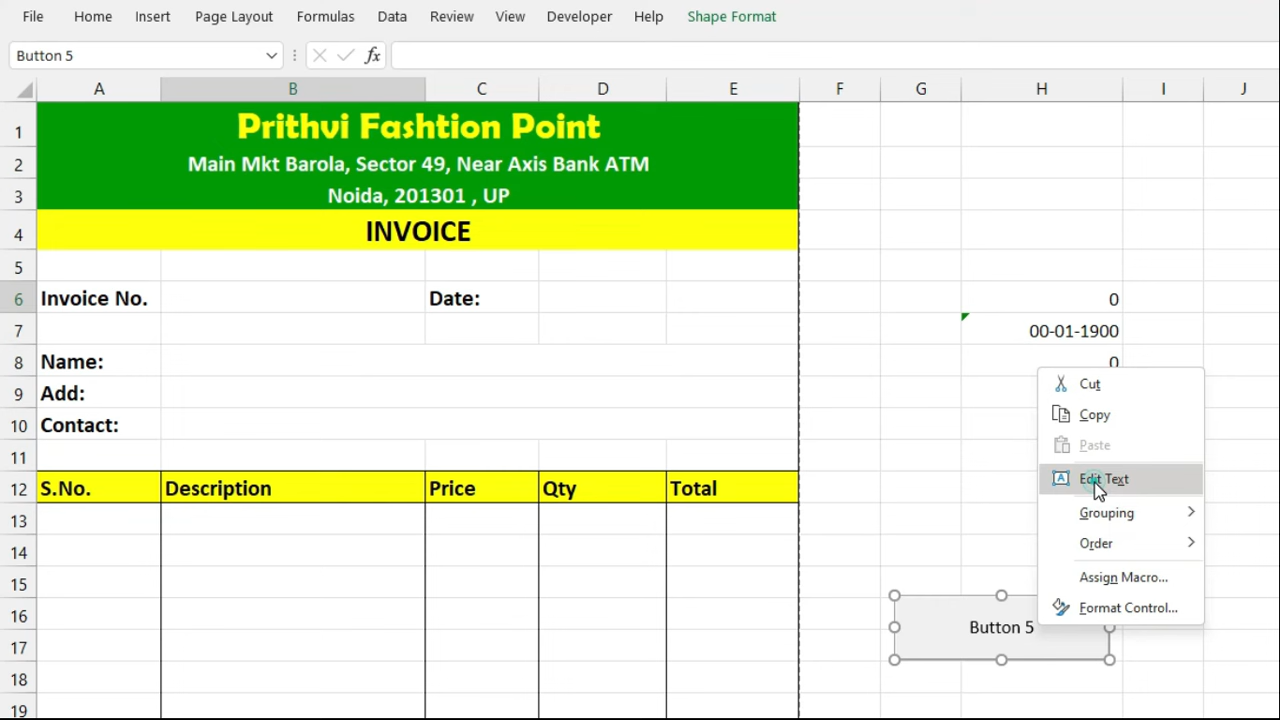 File Home Insert Page Layout Formulas Data Review View Developer Help Shape Format
Button 5 fx
A B C D E F G H I J
1 Prithvi Fashtion Point
2 Main Mkt Barola, Sector 49, Near Axis Bank ATM
3 Noida, 201301 , UP
4 INVOICE
5
6 Invoice No. Date: 0
7 00-01-1900
8 Name: 0
9 Add:
10 Contact:
11
12 S.No. Description Price Qty Total
13
14
15
16
17
18
19
Cut
Copy
Paste
Edit Text
Grouping
Order
Assign Macro...
Format Control...
Button 5